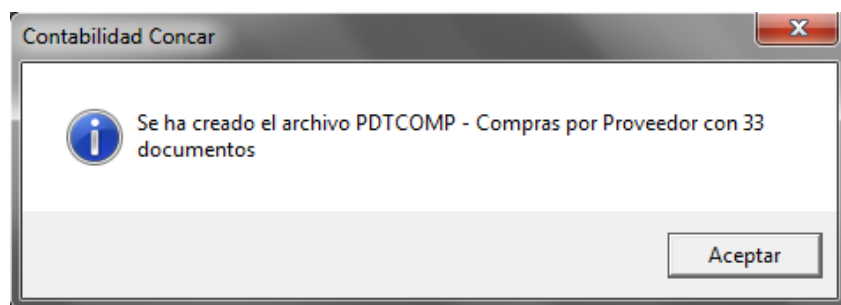 Contabilidad Concar
Se ha creado el archivo PDTCOMP - Compras por Proveedor con 33
documentos
Aceptar